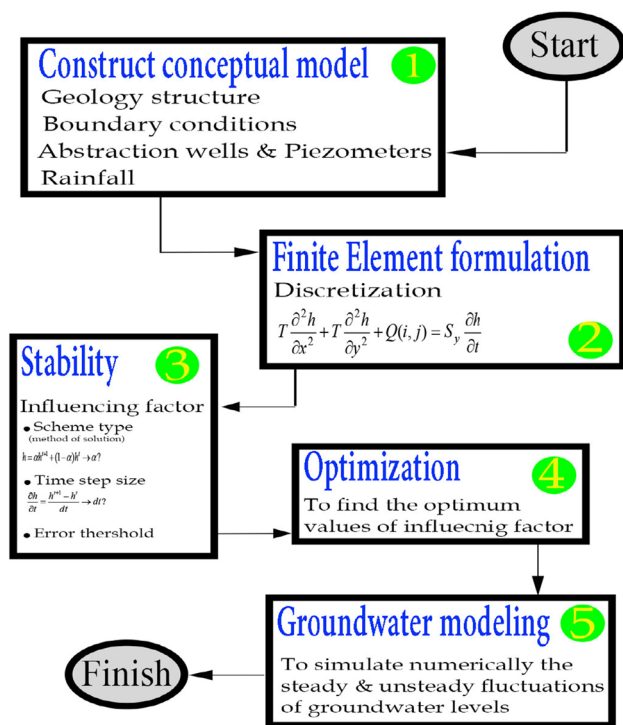 Start
Construct conceptual model 1
Geology structure
Boundary conditions
Abstraction wells & Piezometers
Rainfall
Finite Element formulation
Discretization
T ∂²h/∂x² + T ∂²h/∂y² + Q(i, j) = S_y ∂h/∂t
2
Stability 3
Influencing factor
• Scheme type
(method of solution)
h = αh^{t+1} + (1-α)h^t → α?
• Time step size
∂h/∂t = (h^{t+1} - h^t)/dt → dt?
• Error thershold
Optimization 4
To find the optimum
values of influecnig factor
Groundwater modeling 5
To simulate numerically the
steady & unsteady fluctuations
of groundwater levels
Finish